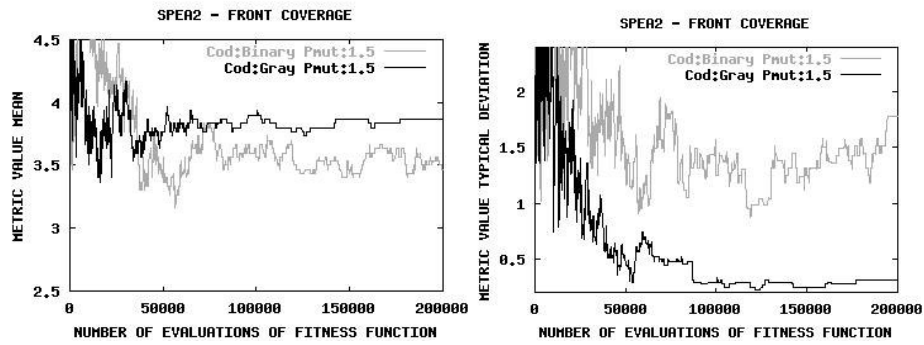 SPEA2 - FRONT COVERAGE
4.5
4
3.5
3
2.5
METRIC VALUE MEAN
Cod:Binary Pmut:1.5
Cod:Gray Pmut:1.5
0
50000
100000
150000
200000
NUMBER OF EVALUATIONS OF FITNESS FUNCTION
SPEA2 - FRONT COVERAGE
2
1.5
1
0.5
METRIC VALUE TYPICAL DEVIATION
Cod:Binary Pmut:1.5
Cod:Gray Pmut:1.5
0
50000
100000
150000
200000
NUMBER OF EVALUATIONS OF FITNESS FUNCTION